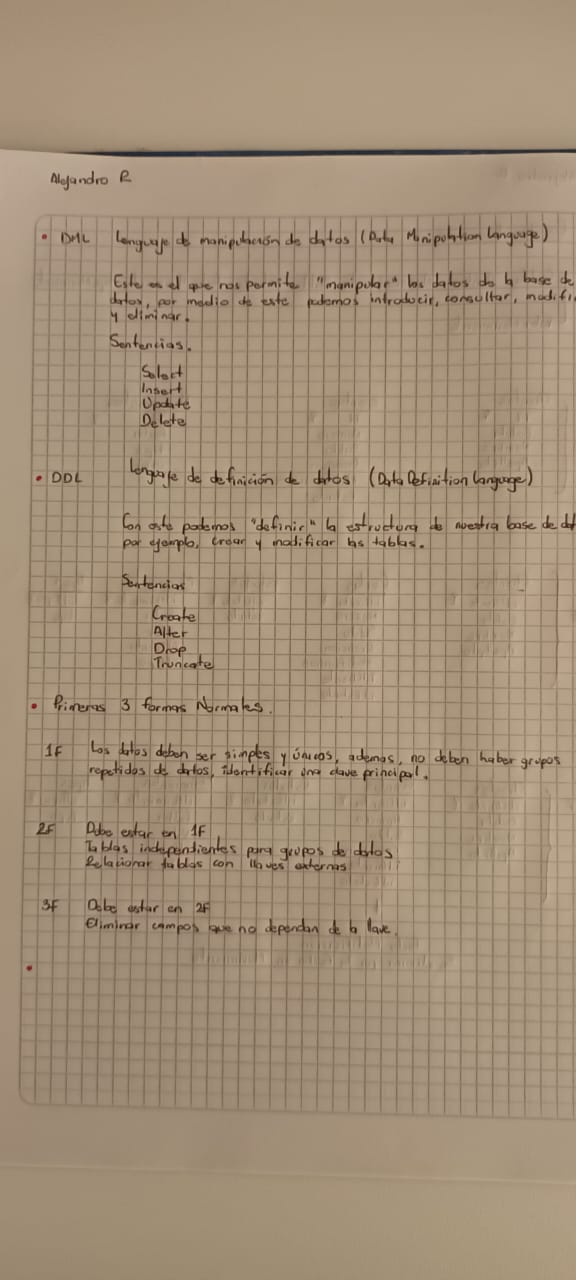 Alejandro R
• DML Lenguaje de manipulación de datos (Data Manipulation Language)
Este es el que nos permite "manipular" los datos de la base de
datos, por medio de este podemos introducir, consultar, modifi
y eliminar.
Sentencias.
Select
Insert
Update
Delete
• DDL Lenguaje de definición de datos (Data Definition Language)
Con este podemos "definir" la estructura de nuestra base de dat
por ejemplo, crear y modificar las tablas.
Sentencias
Create
Alter
Drop
Truncate
• Primeras 3 formas Normales.
1F Los datos deben ser simples y únicos, ademas, no deben haber grupos
repetidos de datos, identificar una clave principal.
2F Debe estar en 1F
Tablas independientes para grupos de datos
Relacionar tablas con llaves externas
3F Debe estar en 2F
Eliminar campos que no dependan de la llave.
•